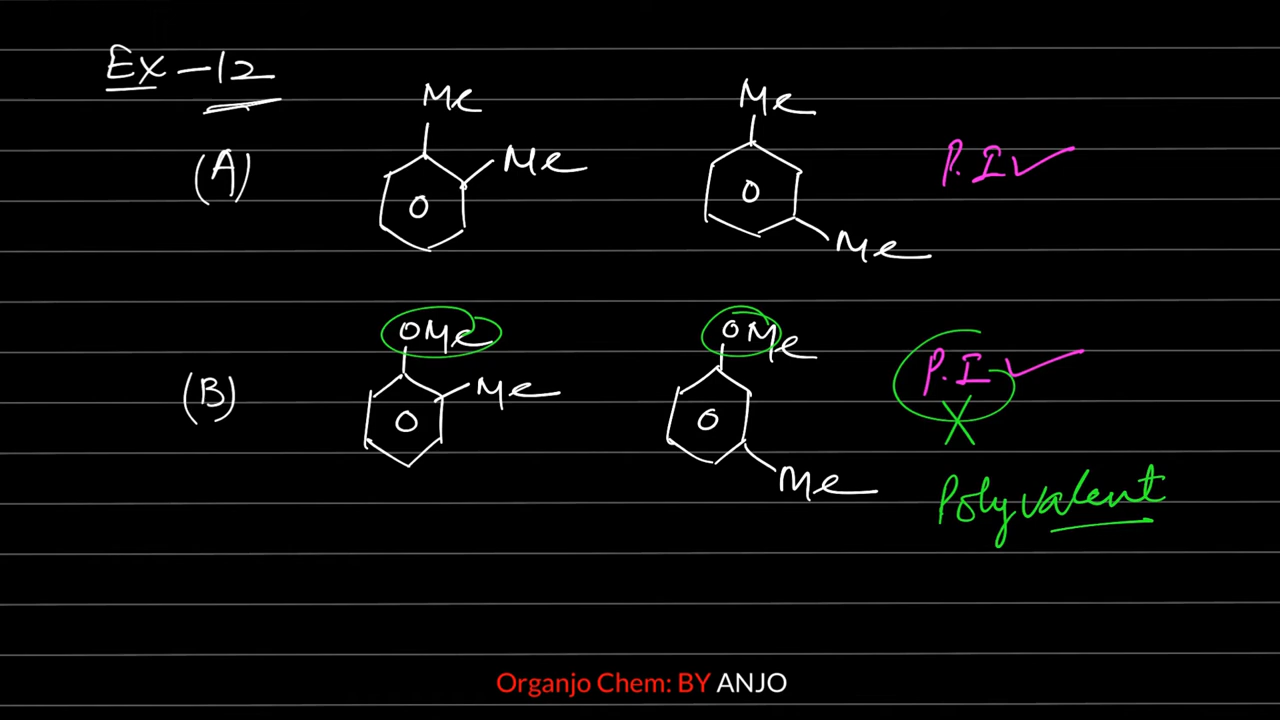 Ex-12
(A)
Me
Me
Me
Me
P.I✓
(B)
OMe
Me
OMe
Me
P.I✓
X
Polyvalent
Organjo Chem: BY ANJO